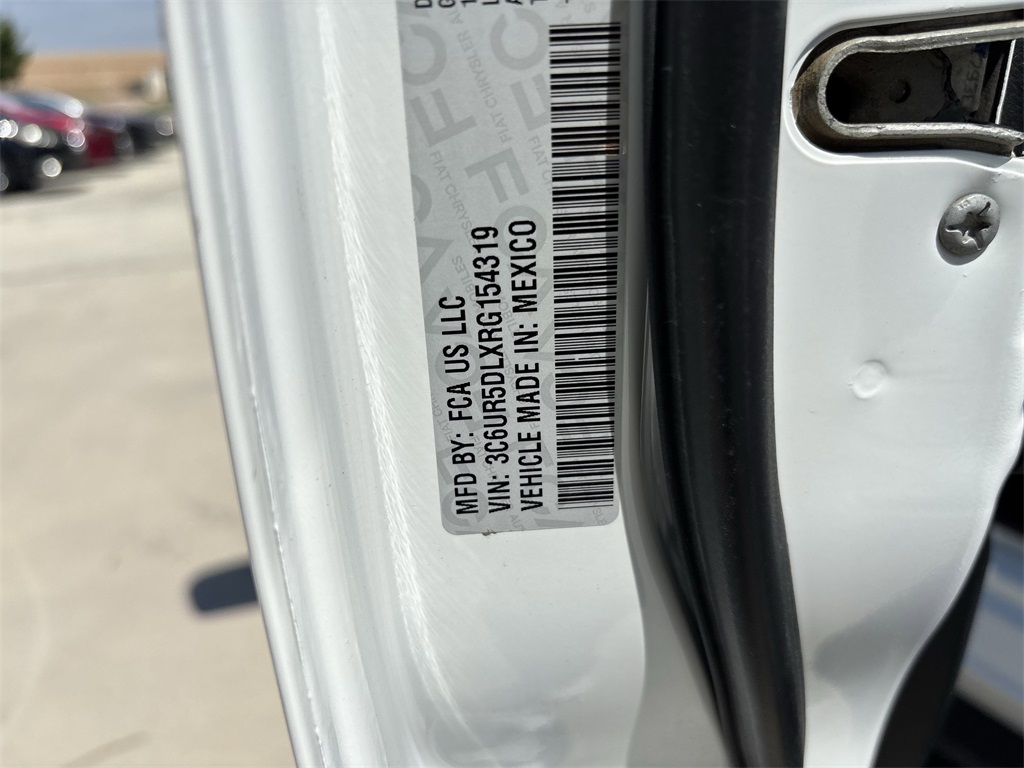 MFD BY: FCA US LLC
VIN: 3C6UR5DLXRG154319
VEHICLE MADE IN: MEXICO